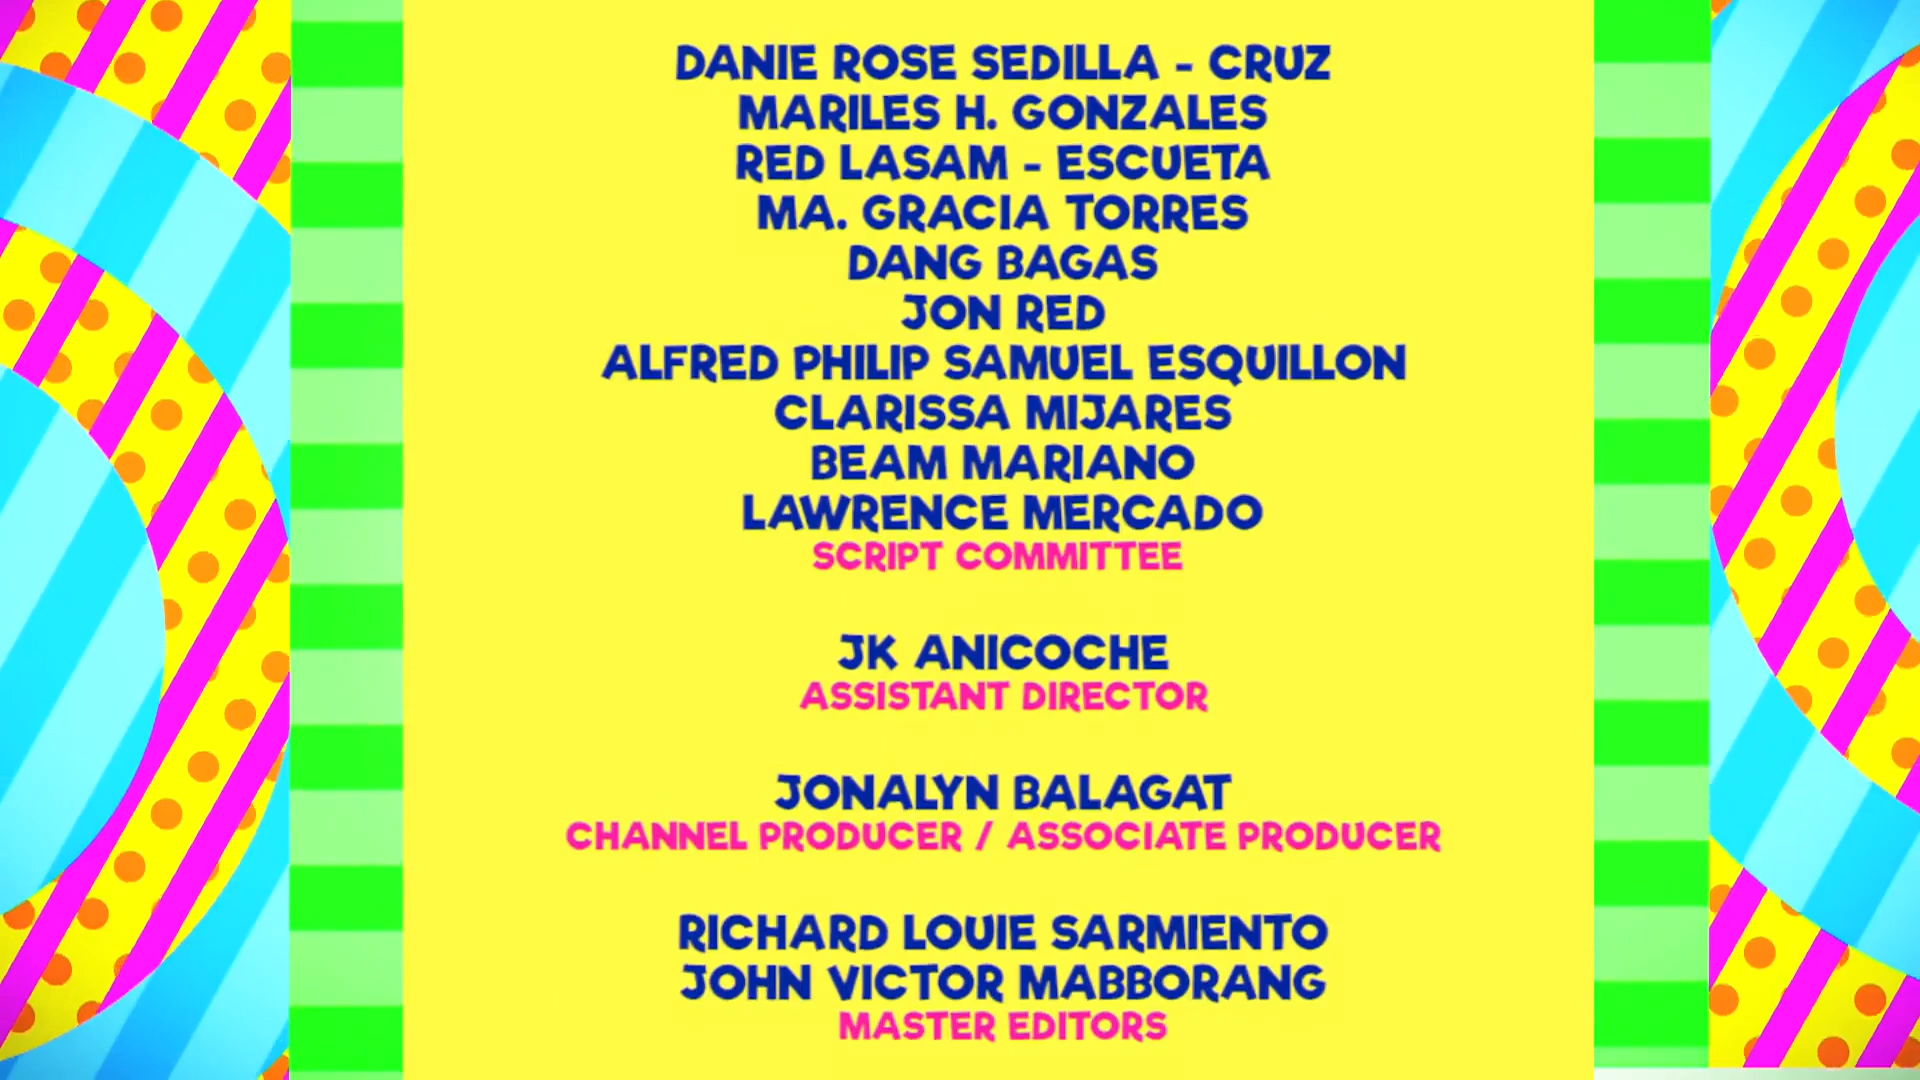 DANIE ROSE SEDILLA - CRUZ
MARILES H. GONZALES
RED LASAM - ESCUETA
MA. GRACIA TORRES
DANG BAGAS
JON RED
ALFRED PHILIP SAMUEL ESQUILLON
CLARISSA MIJARES
BEAM MARIANO
LAWRENCE MERCADO
SCRIPT COMMITTEE
JK ANICOCHE
ASSISTANT DIRECTOR
JONALYN BALAGAT
CHANNEL PRODUCER / ASSOCIATE PRODUCER
RICHARD LOUIE SARMIENTO
JOHN VICTOR MABBORANG
MASTER EDITORS